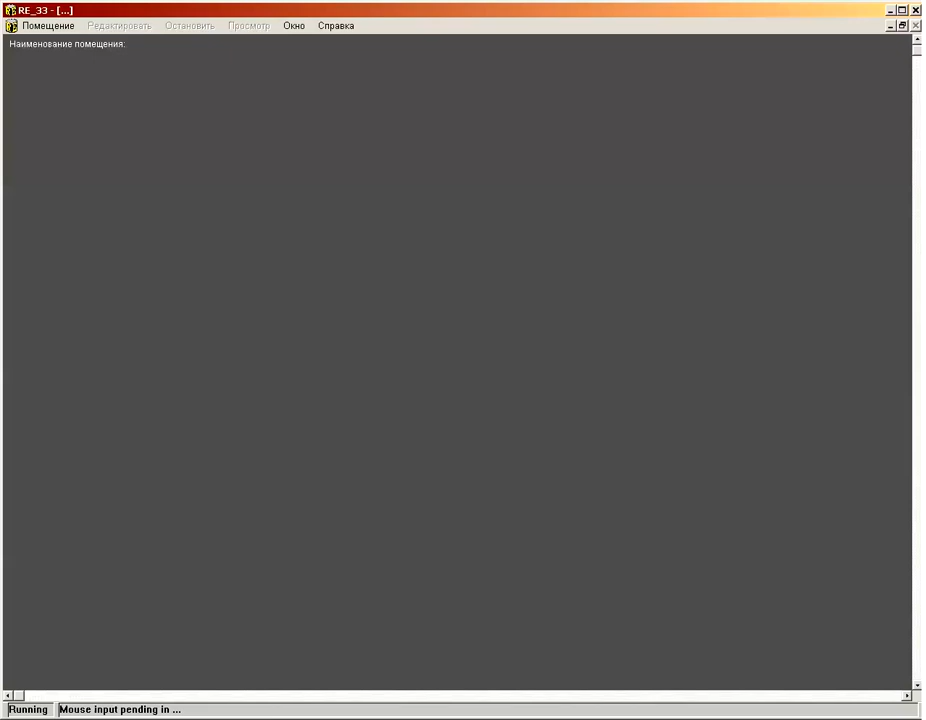 RE_33 - [...]
Помещение Редактировать Остановить Просмотр Окно Справка
Наименование помещения:
Running Mouse input pending in ...